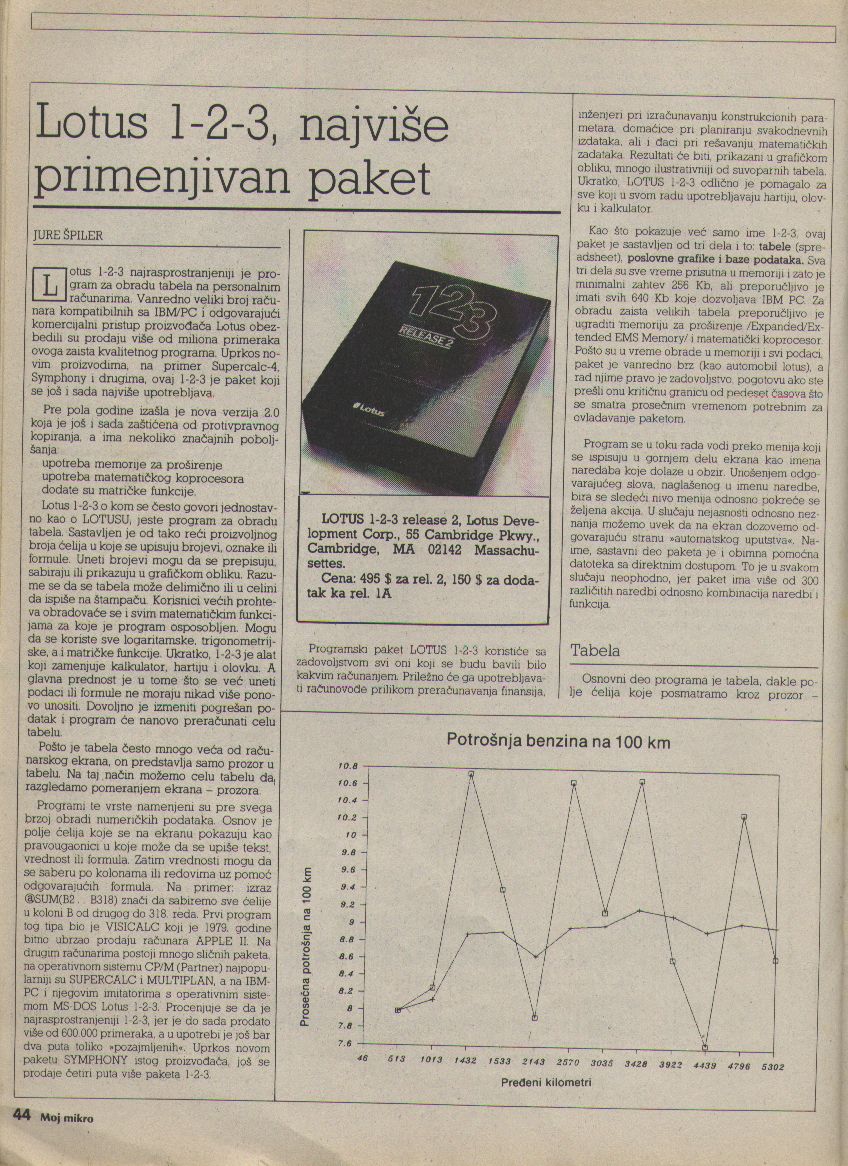 Lotus 1-2-3, najviše
primenjivan paket
JURE ŠPILER
Lotus 1-2-3 najrasprostranjeniji je pro-
gram za obradu tabela na personalnim
računarima. Vanredno veliki broj raču-
nara kompatibilnih sa IBM/PC i odgovarajući
komercijalni pristup proizvođača Lotus obez-
bedili su prodaju više od miliona primeraka
ovoga zaista kvalitetnog programa. Uprkos no-
vim proizvodima, na primer Supercalc-4,
Symphony i drugima, ovaj 1-2-3 je paket koji
se još i sada najviše upotrebljava.
Pre pola godine izašla je nova verzija 2.0
koja je još i sada zaštićena od protivpravnog
kopiranja, a ima nekoliko značajnih pobolj-
šanja:
upotreba memorije za proširenje
upotreba matematičkog koprocesora
dodate su matričke funkcije.
Lotus 1-2-3 o kom se često govori jednostav-
no kao o LOTUSU, jeste program za obradu
tabela. Sastavljen je od tako reći proizvoljnog
broja ćelija u koje se upisuju brojevi, oznake ili
formule. Uneti brojevi mogu da se prepisuju,
sabiraju ili prikazuju u grafičkom obliku. Razu-
me se da se tabela može delimično ili u celini
da ispiše na štampaču. Korisnici većih prohte-
va obradovaće se i svim matematičkim funkci-
jama za koje je program osposobljen. Mogu
da se koriste sve logaritamske, trigonometrij-
ske, a i matričke funkcije. Ukratko, 1-2-3 je alat
koji zamenjuje kalkulator, hartiju i olovku. A
glavna prednost je u tome što se već uneti
podaci ili formule ne moraju nikad više pono-
vo unositi. Dovoljno je izmeniti pogrešan po-
datak i program će nanovo preračunati celu
tabelu.
Pošto je tabela često mnogo veća od raču-
narskog ekrana, on predstavlja samo prozor u
tabelu. Na taj način možemo celu tabelu da
razgledamo pomeranjem ekrana – prozora.
Programi te vrste namenjeni su pre svega
brzoj obradi numeričkih podataka. Osnov je
polje ćelija koje se na ekranu pokazuju kao
pravougaonici u koje može da se upiše tekst,
vrednost ili formula. Zatim vrednosti mogu da
se saberu po kolonama ili redovima uz pomoć
odgovarajućih formula. Na primer: izraz
@SUM(B2 . . B318) znači da sabiremo sve ćelije
u koloni B od drugog do 318. reda. Prvi program
tog tipa bio je VISICALC koji je 1979. godine
bitno ubrzao prodaju računara APPLE II. Na
drugim računarima postoji mnogo sličnih paketa,
na operativnom sistemu CP/M (Partner) najpopu-
larniji su SUPERCALC i MULTIPLAN, a na IBM-
PC i njegovim imitatorima s operativnim siste-
mom MS-DOS Lotus 1-2-3. Procenjuje se da je
najrasprostranjeniji 1-2-3, jer je do sada prodato
više od 600.000 primeraka, a u upotrebi je još bar
dva puta toliko »pozajmljenih«. Uprkos novom
paketu SYMPHONY istog proizvođača, još se
prodaje četiri puta više paketa 1-2-3.
123
RELEASE 2
Lotus
LOTUS 1-2-3 release 2, Lotus Deve-
lopment Corp., 55 Cambridge Pkwy.,
Cambridge, MA 02142 Massachu-
settes.
Cena: 495 $ za rel. 2, 150 $ za doda-
tak ka rel. 1A
Programski paket LOTUS 1-2-3 koristiće sa
zadovoljstvom svi oni koji se budu bavili bilo
kakvim računanjem. Priležno će ga upotrebljava-
ti računovođe prilikom preračunavanja finansija,
inženjeri pri izračunavanju konstrukcionih para-
metara, domaćice pri planiranju svakodnevnih
izdataka, ali i đaci pri rešavanju matematičkih
zadataka. Rezultati će biti, prikazani u grafičkom
obliku, mnogo ilustrativniji od suvoparnih tabela.
Ukratko, LOTUS 1-2-3 odlično je pomagalo za
sve koji u svom radu upotrebljavaju hartiju, olov-
ku i kalkulator.
Kao što pokazuje već samo ime 1-2-3, ovaj
paket je sastavljen od tri dela i to: tabele (spre-
adsheet), poslovne grafike i baze podataka. Sva
tri dela su sve vreme prisutna u memoriji i zato je
minimalni zahtev 256 Kb, ali preporučljivo je
imati svih 640 Kb koje dozvoljava IBM PC. Za
obradu zaista velikih tabela preporučljivo je
ugraditi memoriju za proširenje /Expanded/Ex-
tended EMS Memory/ i matematički koprocesor.
Pošto su u vreme obrade u memoriji i svi podaci,
paket je vanredno brz (kao automobil lotus), a
rad njime pravo je zadovoljstvo, pogotovu ako ste
prešli onu kritičnu granicu od pedeset časova što
se smatra prosečnim vremenom potrebnim za
ovladavanje paketom.
Program se u toku rada vodi preko menija koji
se ispisuju u gornjem delu ekrana kao imena
naredaba koje dolaze u obzir. Unošenjem odgo-
varajućeg slova, naglašenog u imenu naredbe,
bira se sledeći nivo menija odnosno pokreće se
željena akcija. U slučaju nejasnosti odnosno nez-
nanja možemo uvek da na ekran dozovemo od-
govarajuću stranu »automatskog uputstva«. Na-
ime, sastavni deo paketa je i obimna pomoćna
datoteka sa direktnim dostupom. To je u svakom
slučaju neophodno, jer paket ima više od 300
različitih naredbi odnosno kombinacija naredbi i
funkcija.
Tabela
Osnovni deo programa je tabela, dakle po-
lje ćelija koje posmatramo kroz prozor –
Potrošnja benzina na 100 km
Prosečna potrošnja na 100 E
10.8
10.6
10.4
10.2
10
9.8
9.6
9.4
9.2
9
8.8
8.6
8.4
8.2
8
7.8
7.6
46 513 1013 1432 1533 2143 2570 3035 3428 3922 4439 4796 5302
Pređeni kilometri
44 Moj mikro